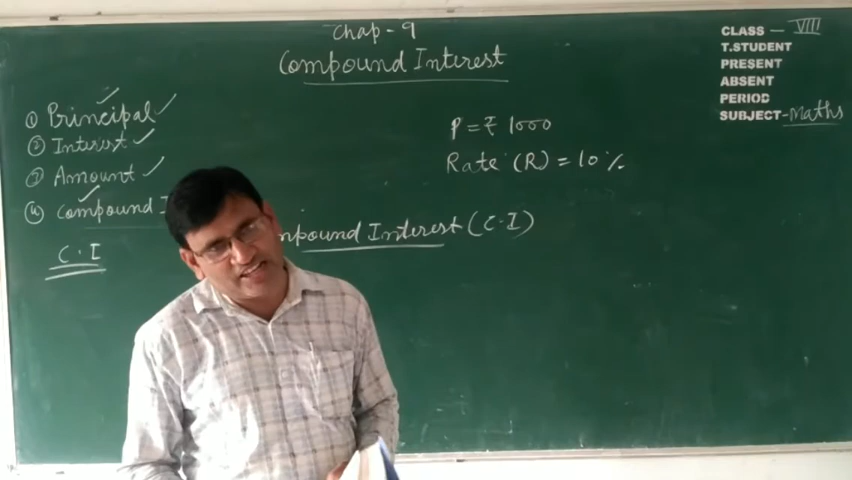 Chap - 9
Compound Interest
CLASS — VIII
T.STUDENT
PRESENT
ABSENT
PERIOD
SUBJECT-Maths
① Principal
② Interest
③ Amount
④ Compound
C.I
P = ₹ 1000
Rate (R) = 10%
Interest (C.I)